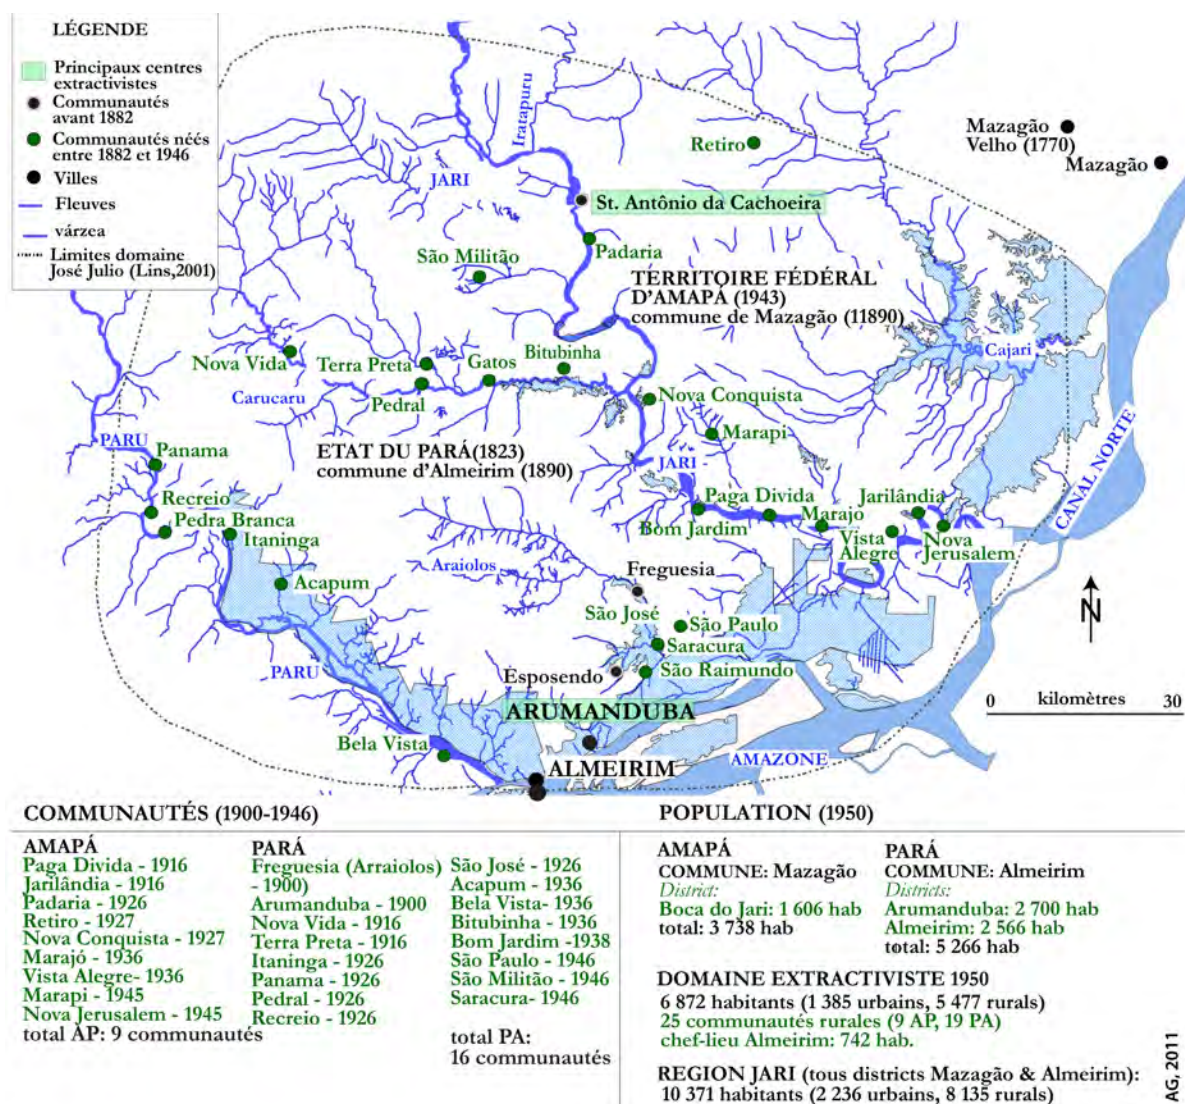 LÉGENDE
Principaux centres
extractivistes
Communautés
avant 1882
Communautés néés
entre 1882 et 1946
Villes
Fleuves
várzea
Limites domaine
José Julio (Lins,2001)
Iratapuru
JARI
Retiro
Mazagão
Velho (1770)
Mazagão
St. Antônio da Cachoeira
Padaria
São Militão
TERRITOIRE FÉDÉRAL
D'AMAPÁ (1943)
commune de Mazagão (11890)
Cajari
Nova Vida
Terra Preta
Gatos
Bitubinha
Carucaru
Pedral
Nova Conquista
Marapi
ETAT DU PARÁ(1823)
commune d'Almeirim (1890)
PARU
Panama
JARI -
CANAL NORTE
Recreio
Pedra Branca
Itaninga
Paga Divida
Bom Jardim
Marajo
Jarilândia
Vista
Alegre
Nova
Jerusalem
Araiolos
Acapum
Freguesia
São José
São Paulo
Saracura
PARU
Esposendo
São Raimundo
N
0 kilomètres 30
ARUMANDUBA
Bela Vista
ALMEIRIM
AMAZONE
COMMUNAUTÉS (1900-1946)
AMAPÁ
Paga Divida - 1916
Jarilândia - 1916
Padaria - 1926
Retiro - 1927
Nova Conquista - 1927
Marajó - 1936
Vista Alegre- 1936
Marapi - 1945
Nova Jerusalem - 1945
total AP: 9 communautés
PARÁ
Freguesia (Arraiolos)
- 1900)
Arumanduba - 1900
Nova Vida - 1916
Terra Preta - 1916
Itaninga - 1926
Panama - 1926
Pedral - 1926
Recreio - 1926
São José - 1926
Acapum - 1936
Bela Vista- 1936
Bitubinha - 1936
Bom Jardim -1938
São Paulo - 1946
São Militão - 1946
Saracura- 1946
total PA:
16 communautés
POPULATION (1950)
AMAPÁ
COMMUNE: Mazagão
District:
Boca do Jari: 1 606 hab
total: 3 738 hab
PARÁ
COMMUNE: Almeirim
Districts:
Arumanduba: 2 700 hab
Almeirim: 2 566 hab
total: 5 266 hab
DOMAINE EXTRACTIVISTE 1950
6 872 habitants (1 385 urbains, 5 477 rurals)
25 communautés rurales (9 AP, 19 PA)
chef-lieu Almeirim: 742 hab.
REGION JARI (tous districts Mazagão & Almeirim):
10 371 habitants (2 236 urbains, 8 135 rurals)
AG, 2011